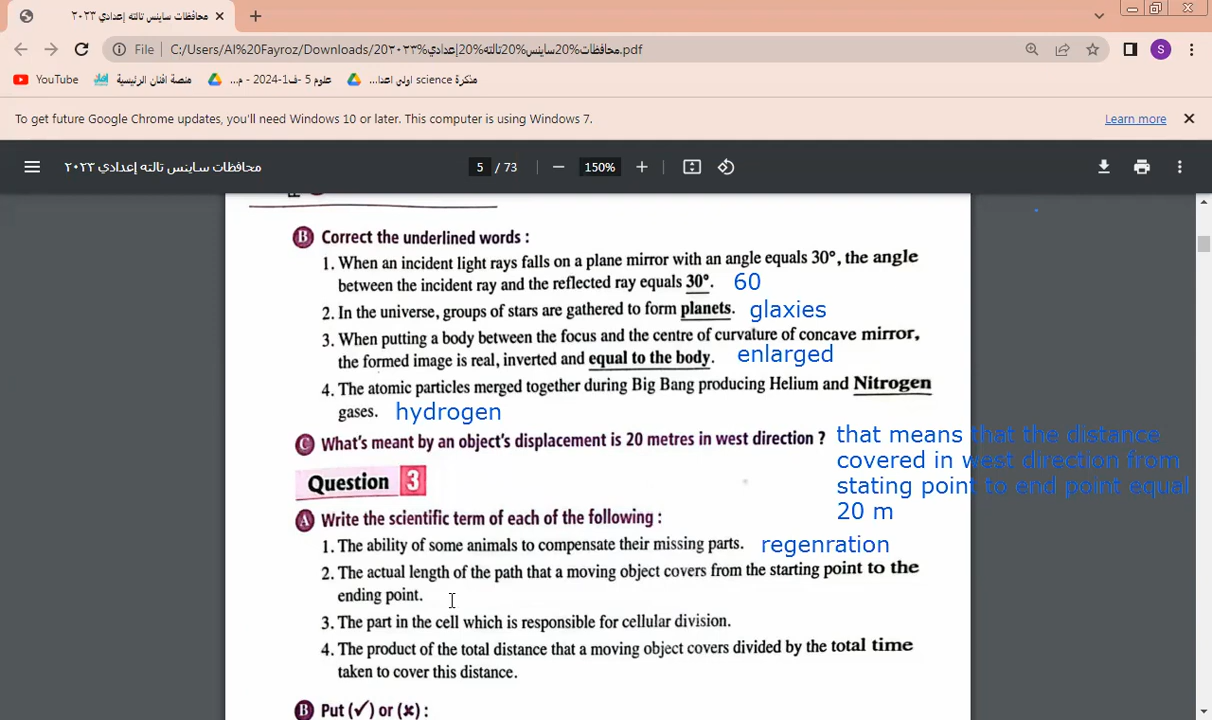 محافظات ساينس تالته إعدادي ٢٠٢٣
File C:/Users/Al%20Fayroz/Downloads/20٢٠٢٣%محافظات%20ساينس%20تالته%20إعدادي.pdf
YouTube منصة افنان الرئيسية علوم 5 -ف1-2024 - م... مذكرة science اولي اعدا...
To get future Google Chrome updates, you'll need Windows 10 or later. This computer is using Windows 7. Learn more
محافظات ساينس تالته إعدادي ٢٠٢٣ 5 / 73 150%
B Correct the underlined words :
1. When an incident light rays falls on a plane mirror with an angle equals 30°, the angle
between the incident ray and the reflected ray equals 30°. 60
2. In the universe, groups of stars are gathered to form planets. glaxies
3. When putting a body between the focus and the centre of curvature of concave mirror,
the formed image is real, inverted and equal to the body. enlarged
4. The atomic particles merged together during Big Bang producing Helium and Nitrogen
gases. hydrogen
C What's meant by an object's displacement is 20 metres in west direction ?
that means that the distance
covered in west direction from
stating point to end point equal
20 m
Question 3
A Write the scientific term of each of the following :
1. The ability of some animals to compensate their missing parts. regenration
2. The actual length of the path that a moving object covers from the starting point to the
ending point.
3. The part in the cell which is responsible for cellular division.
4. The product of the total distance that a moving object covers divided by the total time
taken to cover this distance.
B Put (✓) or (✗) :